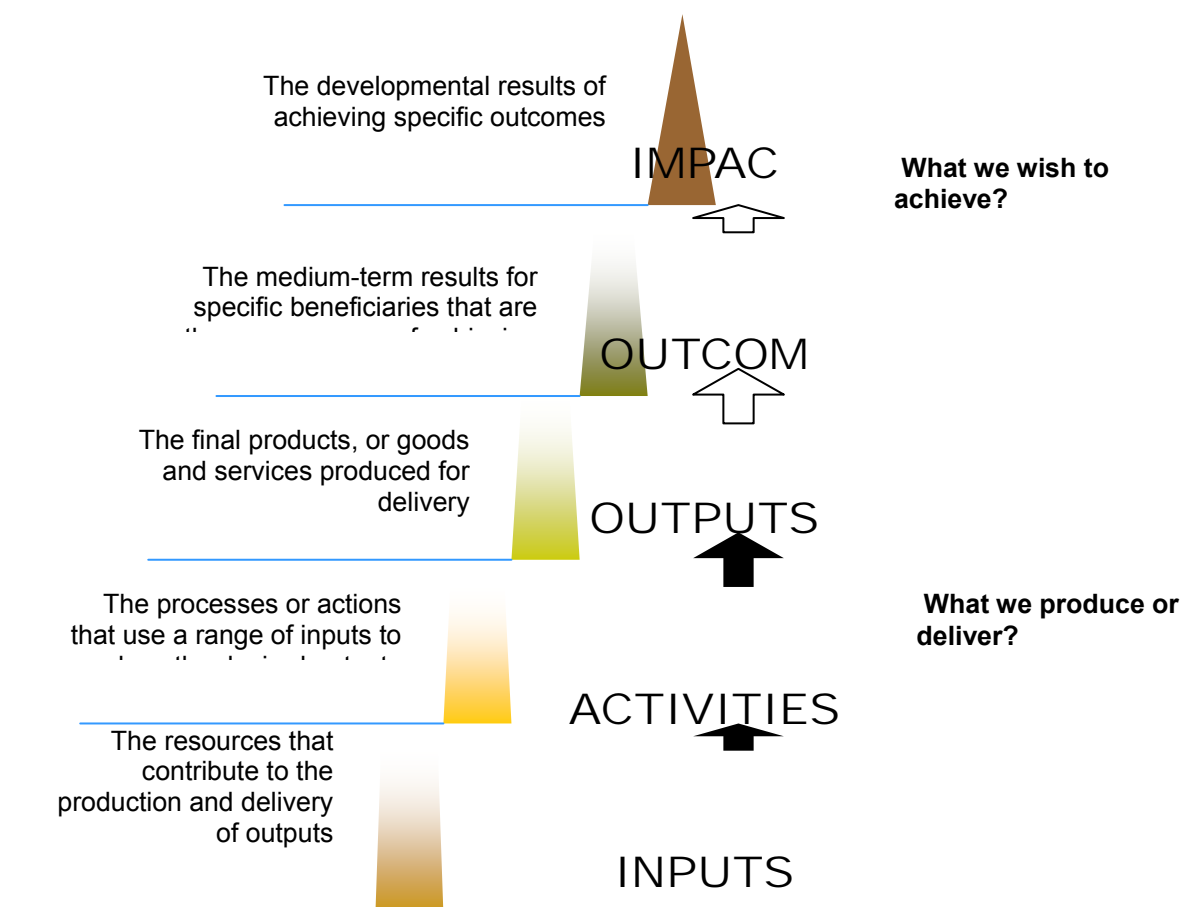 The developmental results of
achieving specific outcomes
IMPAC
What we wish to
achieve?
The medium-term results for
specific beneficiaries that are
OUTCOM
The final products, or goods
and services produced for
delivery
OUTPUTS
The processes or actions
that use a range of inputs to
What we produce or
deliver?
ACTIVITIES
The resources that
contribute to the
production and delivery
of outputs
INPUTS